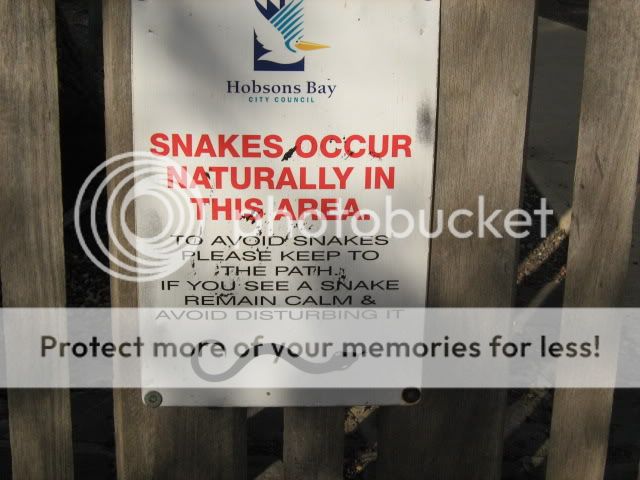 Hobsons Bay
CITY COUNCIL
SNAKES OCCUR
NATURALLY IN
THIS AREA.
photobucket
TO AVOID SNAKES
PLEASE KEEP TO
THE PATH.
IF YOU SEE A SNAKE
REMAIN CALM &
AVOID DISTURBING IT
Protect more of your memories for less!